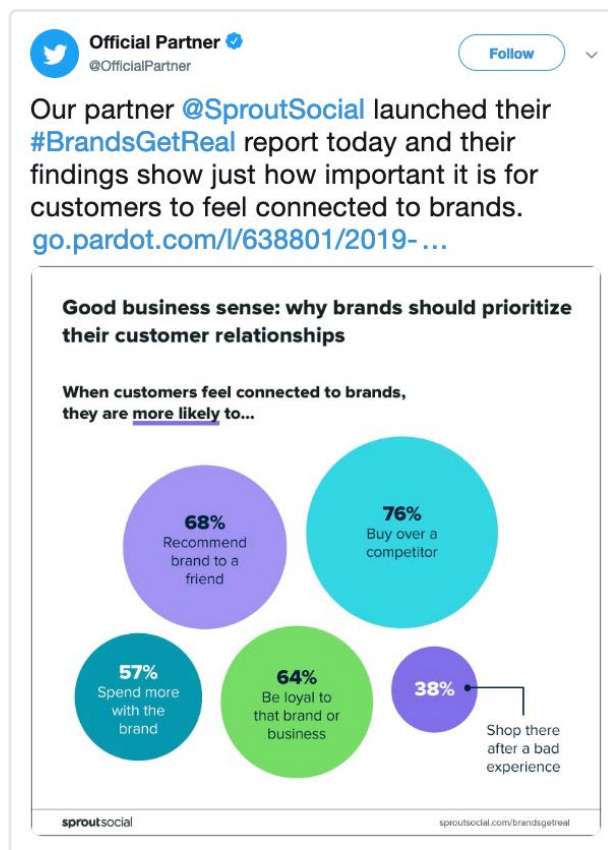 Official Partner
@OfficialPartner
Follow
Our partner @SproutSocial launched their
#BrandsGetReal report today and their
findings show just how important it is for
customers to feel connected to brands.
go.pardot.com/l/638801/2019-…
Good business sense: why brands should prioritize
their customer relationships
When customers feel connected to brands,
they are more likely to...
68%
Recommend
brand to a
friend
76%
Buy over a
competitor
57%
Spend more
with the
brand
64%
Be loyal to
that brand or
business
38%
Shop there
after a bad
experience
sproutsocial
sproutsocial.com/brandsgetreal